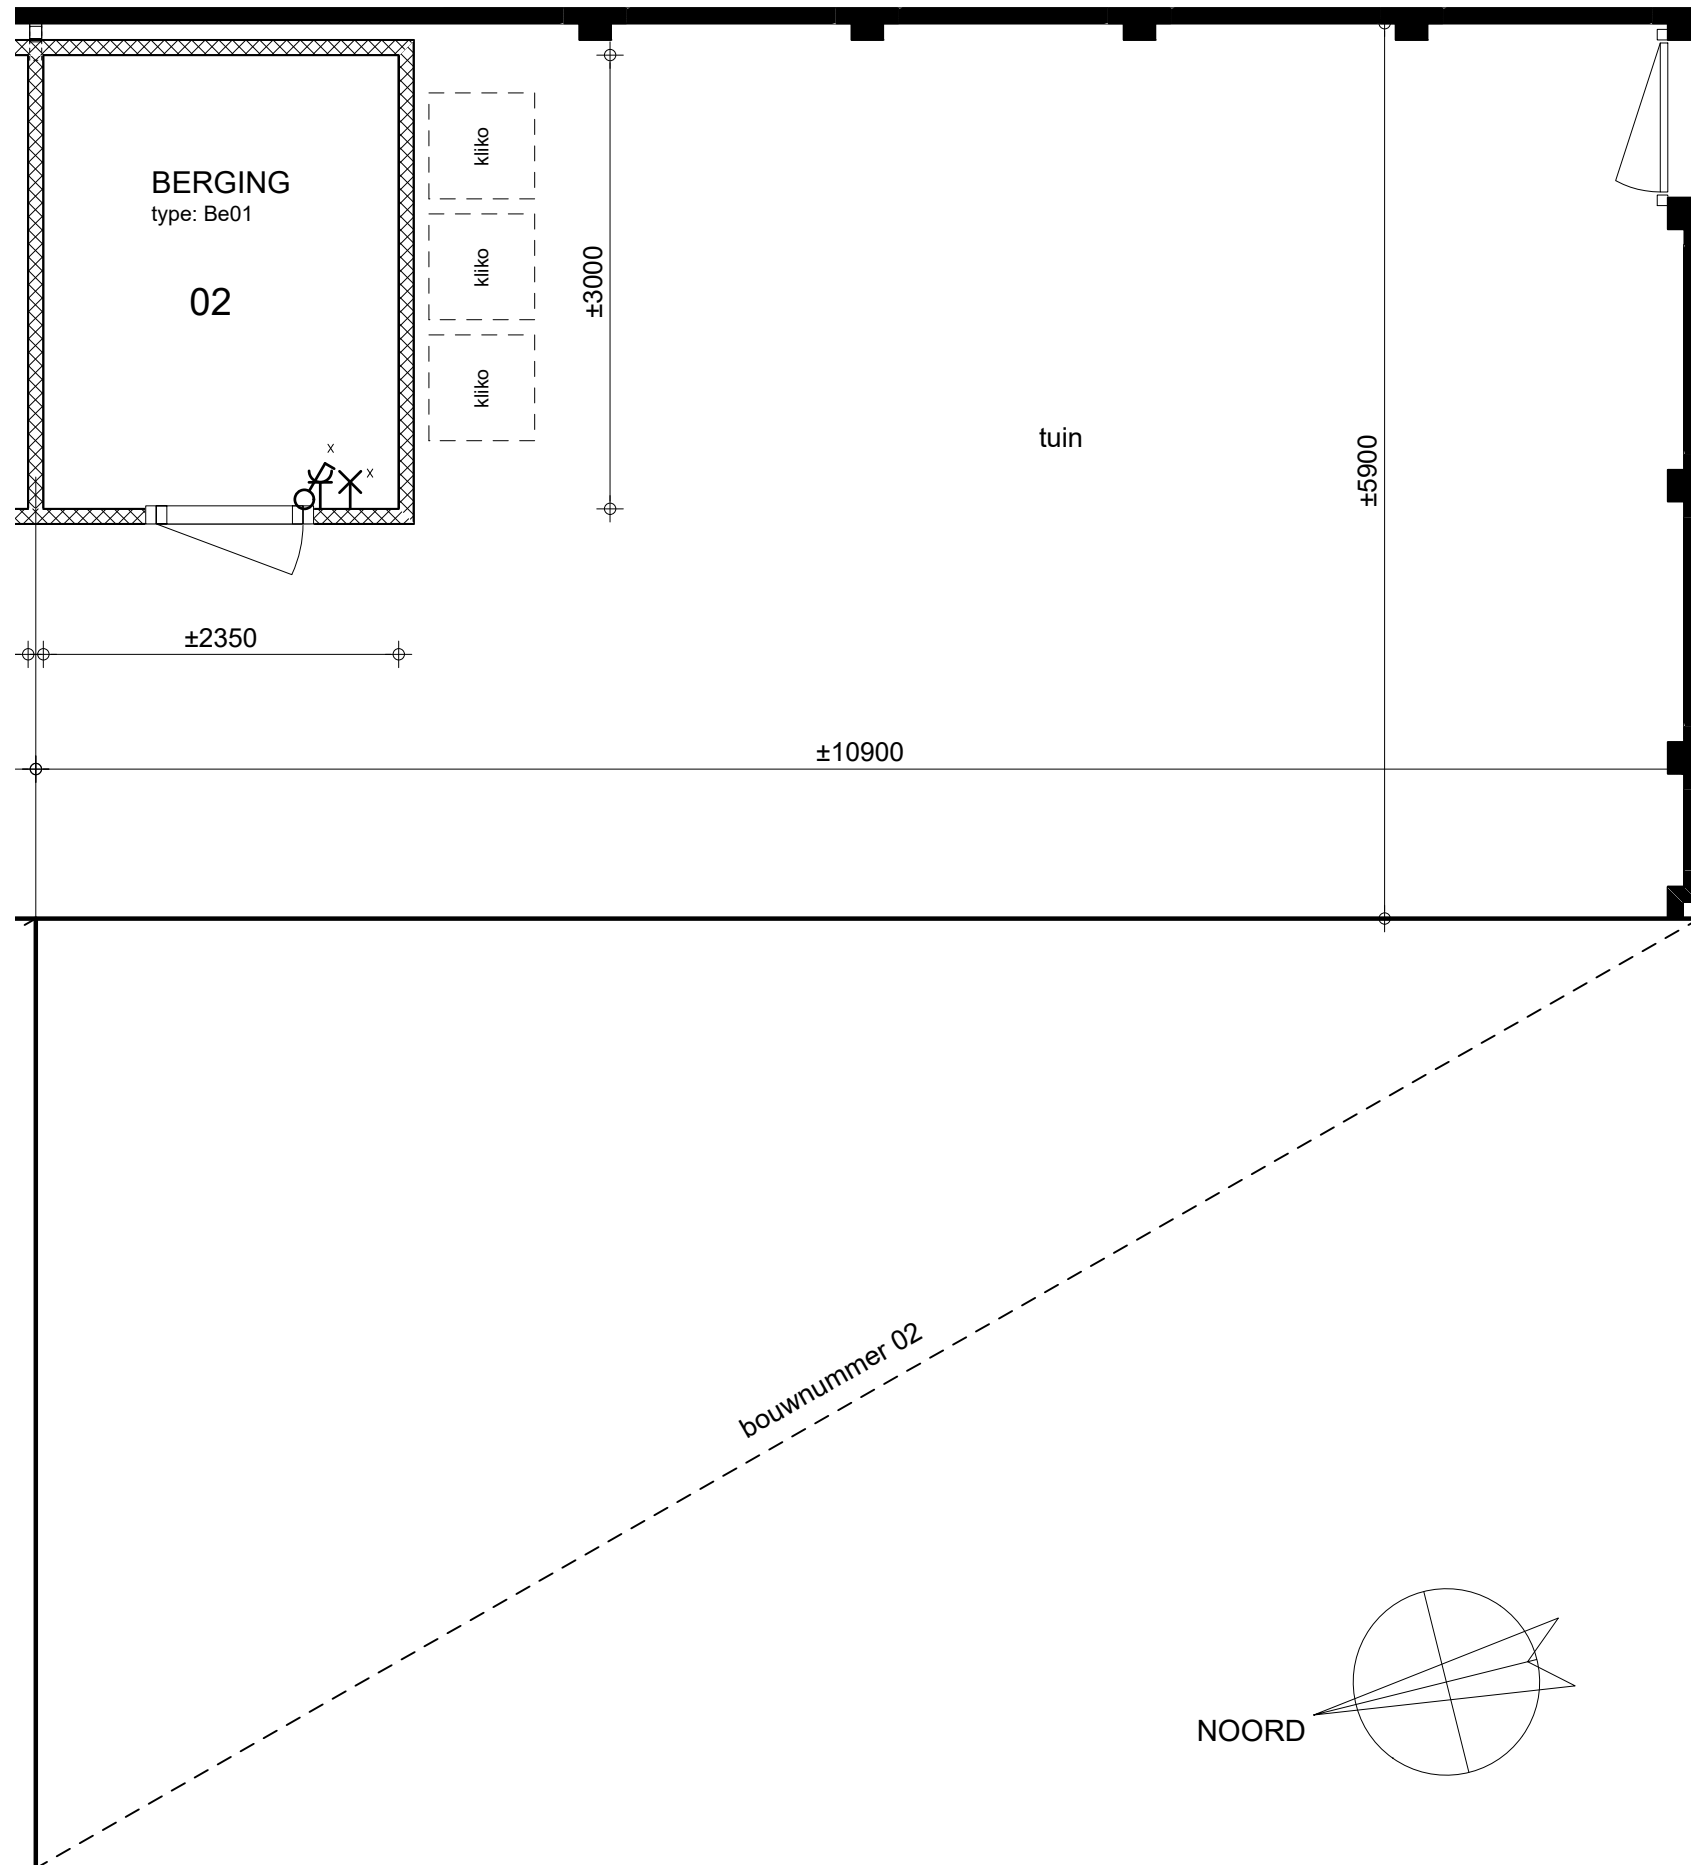 BERGING
type: Be01
02
kliko
kliko
kliko
±3000
tuin
±5900
x
x
±2350
±10900
bouwnummer 02
NOORD